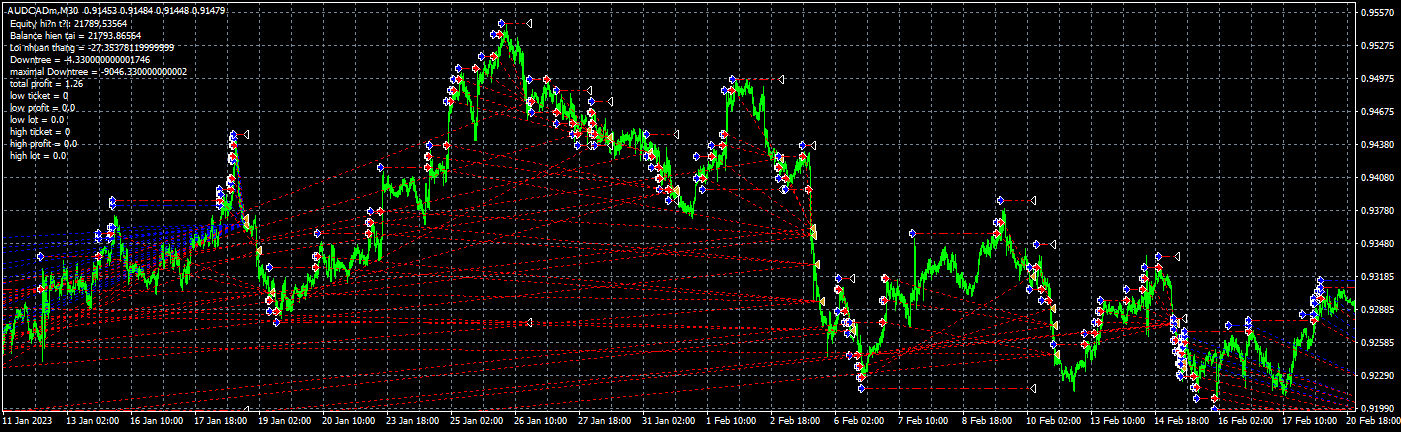 AUDCADm,M30 0.91453 0.91484 0.91448 0.91479
Equity hi?n t?i: 21789.53564
Balance hien tai = 21793.86564
Loi nhuan thang = -27.35378119999999
Downtree = -4.330000000001746
maximal Downtree = -9046.330000000002
total profit = 1.26
low ticket = 0
low profit = 0.0
low lot = 0.0
high ticket = 0
high profit = 0.0
high lot = 0.0
0.95570
0.95275
0.94975
0.94675
0.94380
0.94080
0.93780
0.93480
0.93185
0.92885
0.92585
0.92290
0.91990
11 Jan 2023
13 Jan 02:00
16 Jan 10:00
17 Jan 18:00
19 Jan 02:00
20 Jan 10:00
23 Jan 18:00
25 Jan 02:00
26 Jan 10:00
27 Jan 18:00
31 Jan 02:00
1 Feb 10:00
2 Feb 18:00
6 Feb 02:00
7 Feb 10:00
8 Feb 18:00
10 Feb 02:00
13 Feb 10:00
14 Feb 18:00
16 Feb 02:00
17 Feb 10:00
20 Feb 18:00